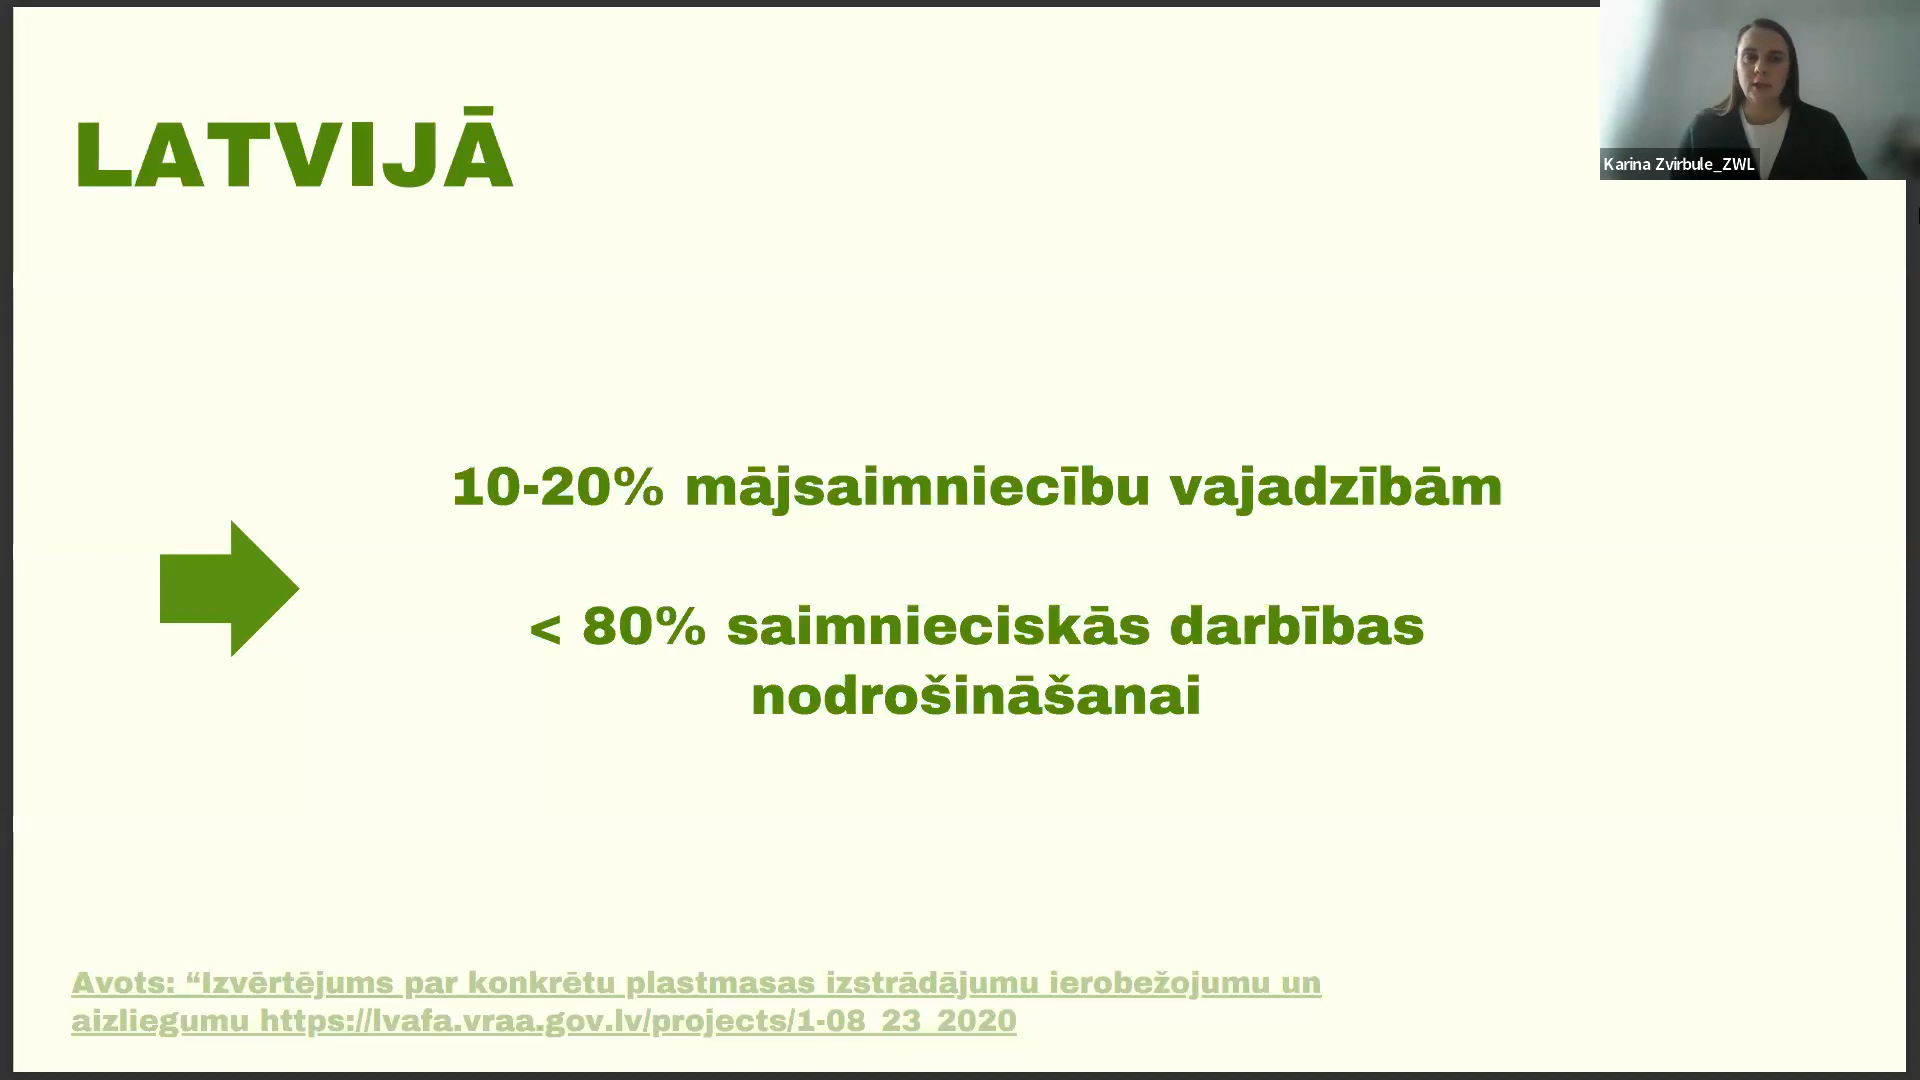 LATVIJĀ
Karina Zvirbule_ZWL
10-20% mājsaimniecību vajadzībām
< 80% saimnieciskās darbības
nodrošināšanai
Avots: “Izvērtējums par konkrētu plastmasas izstrādājumu ierobežojumu un
aizliegumu https://lvafa.vraa.gov.lv/projects/1-08_23_2020